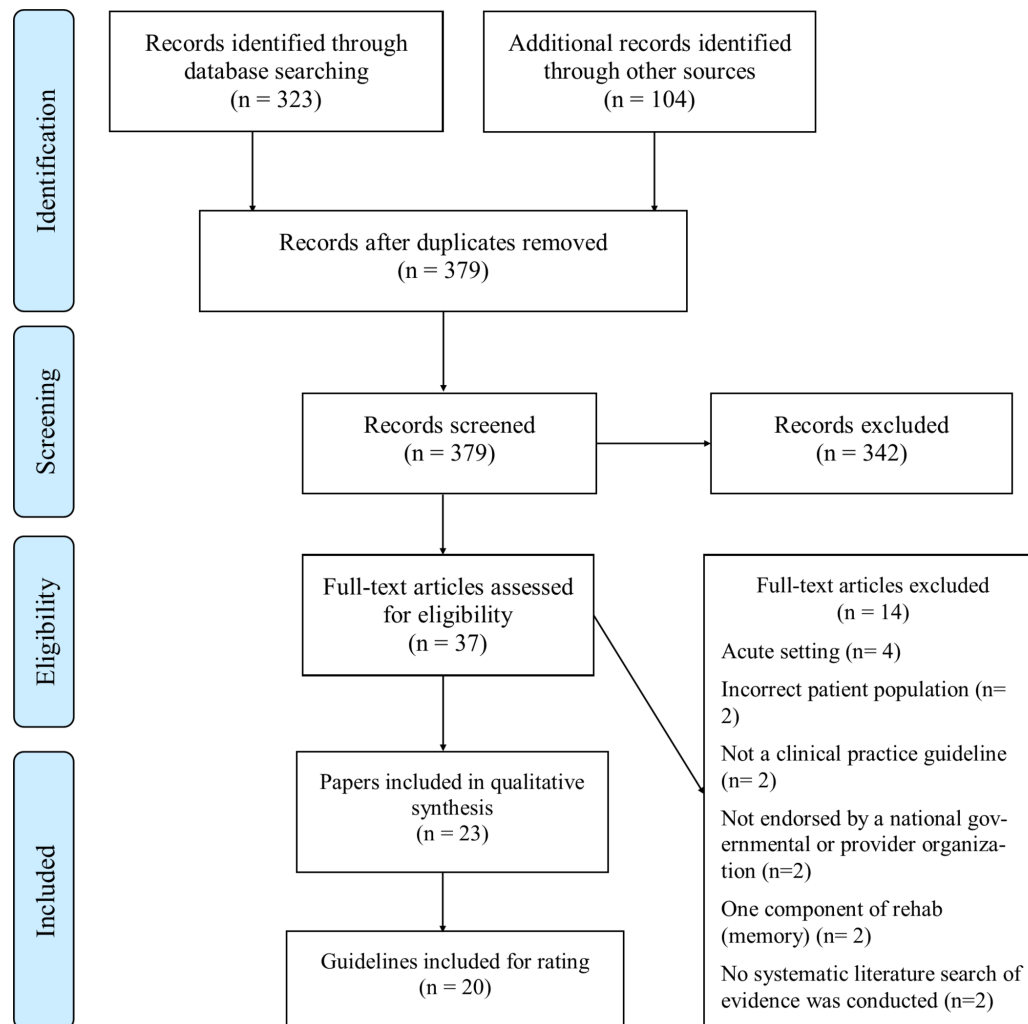 Identification
Records identified through
database searching
(n = 323)
Additional records identified
through other sources
(n = 104)
Records after duplicates removed
(n = 379)
Screening
Records screened
(n = 379)
Records excluded
(n = 342)
Eligibility
Full-text articles assessed
for eligibility
(n = 37)
Full-text articles excluded
(n = 14)
Acute setting (n= 4)
Incorrect patient population (n=
2)
Not a clinical practice guideline
(n= 2)
Not endorsed by a national gov-
ernmental or provider organiza-
tion (n=2)
One component of rehab
(memory) (n= 2)
No systematic literature search of
evidence was conducted (n=2)
Included
Papers included in qualitative
synthesis
(n = 23)
Guidelines included for rating
(n = 20)